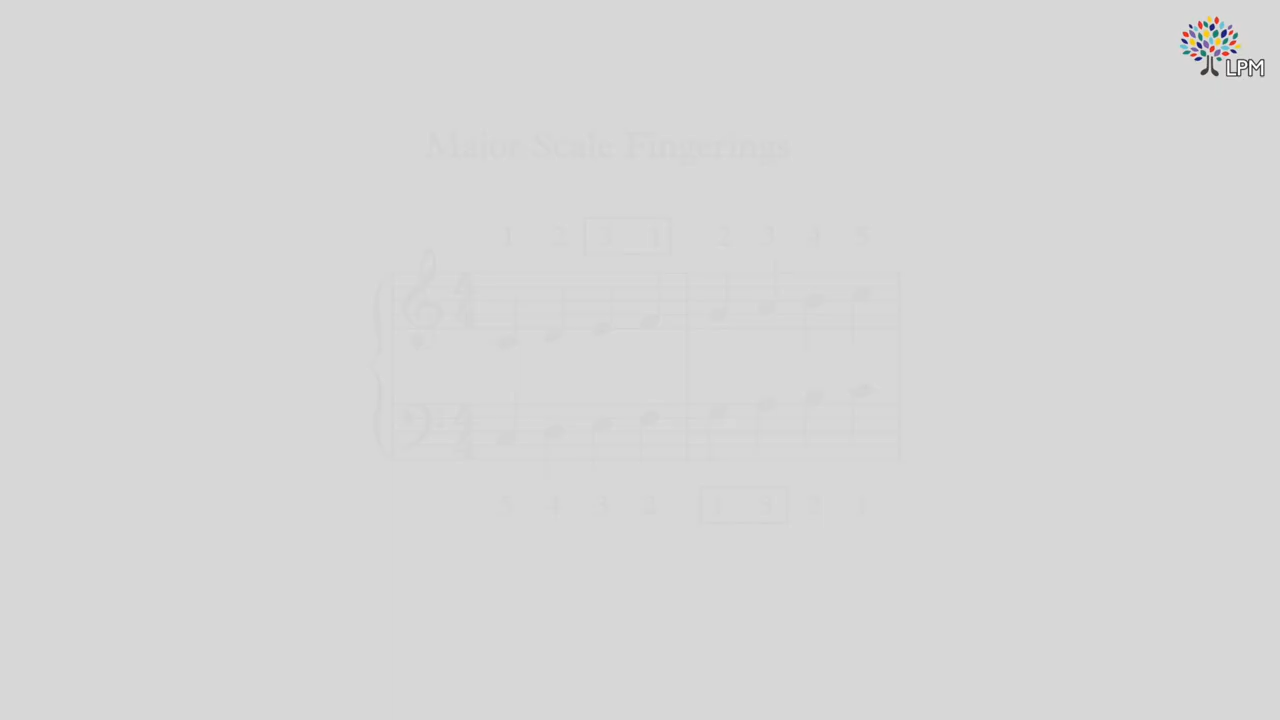 LPM
Major Scale Fingerings
1 2 3 1 2 3 4 5
5 4 3 2 1 3 2 1